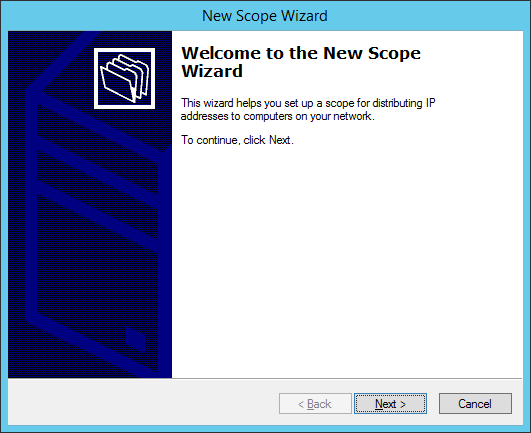 New Scope Wizard
Welcome to the New Scope
Wizard
This wizard helps you set up a scope for distributing IP
addresses to computers on your network.
To continue, click Next.
< Back
Next >
Cancel